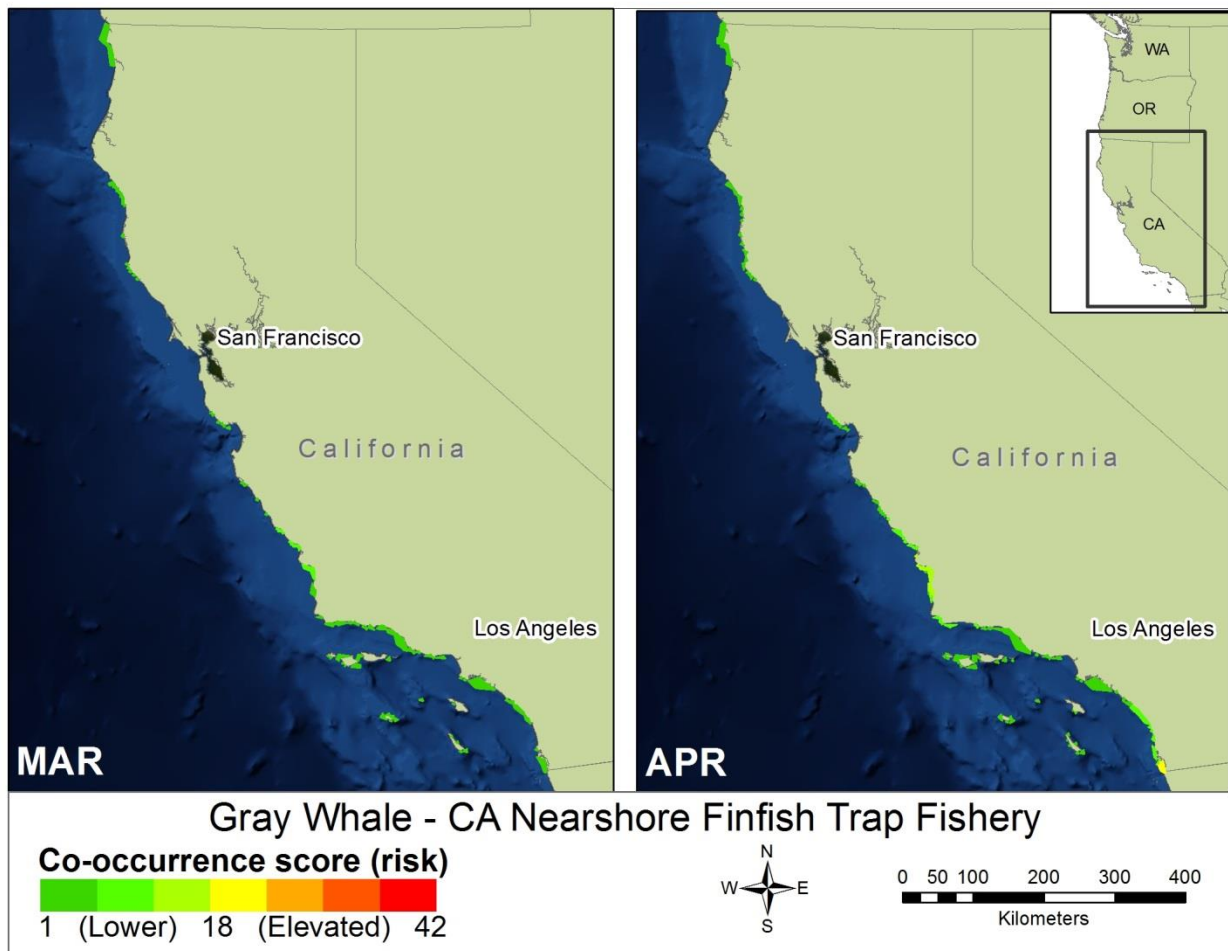 WA
OR
CA
San Francisco
San Francisco
California
California
Los Angeles
Los Angeles
MAR
APR
Gray Whale - CA Nearshore Finfish Trap Fishery
Co-occurrence score (risk)
1 (Lower) 18 (Elevated) 42
N
W E
S
0 50 100 200 300 400
Kilometers